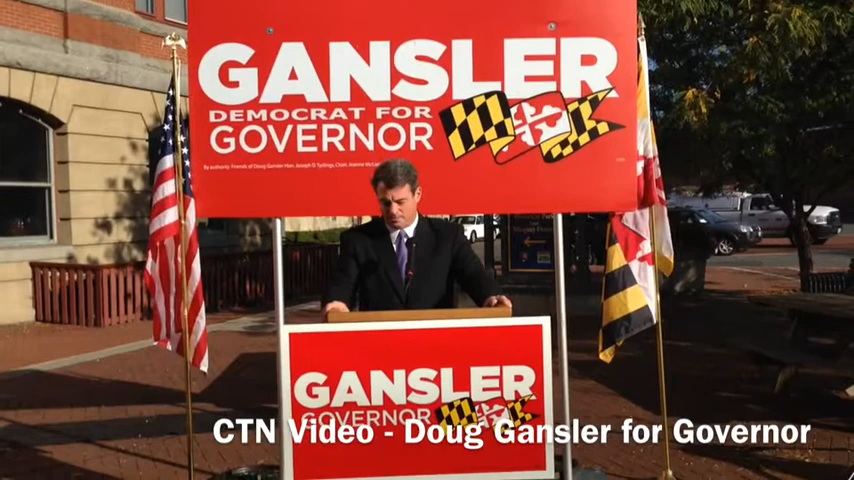 GANSLER
DEMOCRAT FOR
GOVERNOR
By authority: Friends of Doug Gansler
GANSLER
GOVERNOR
CTN Video - Doug Gansler for Governor